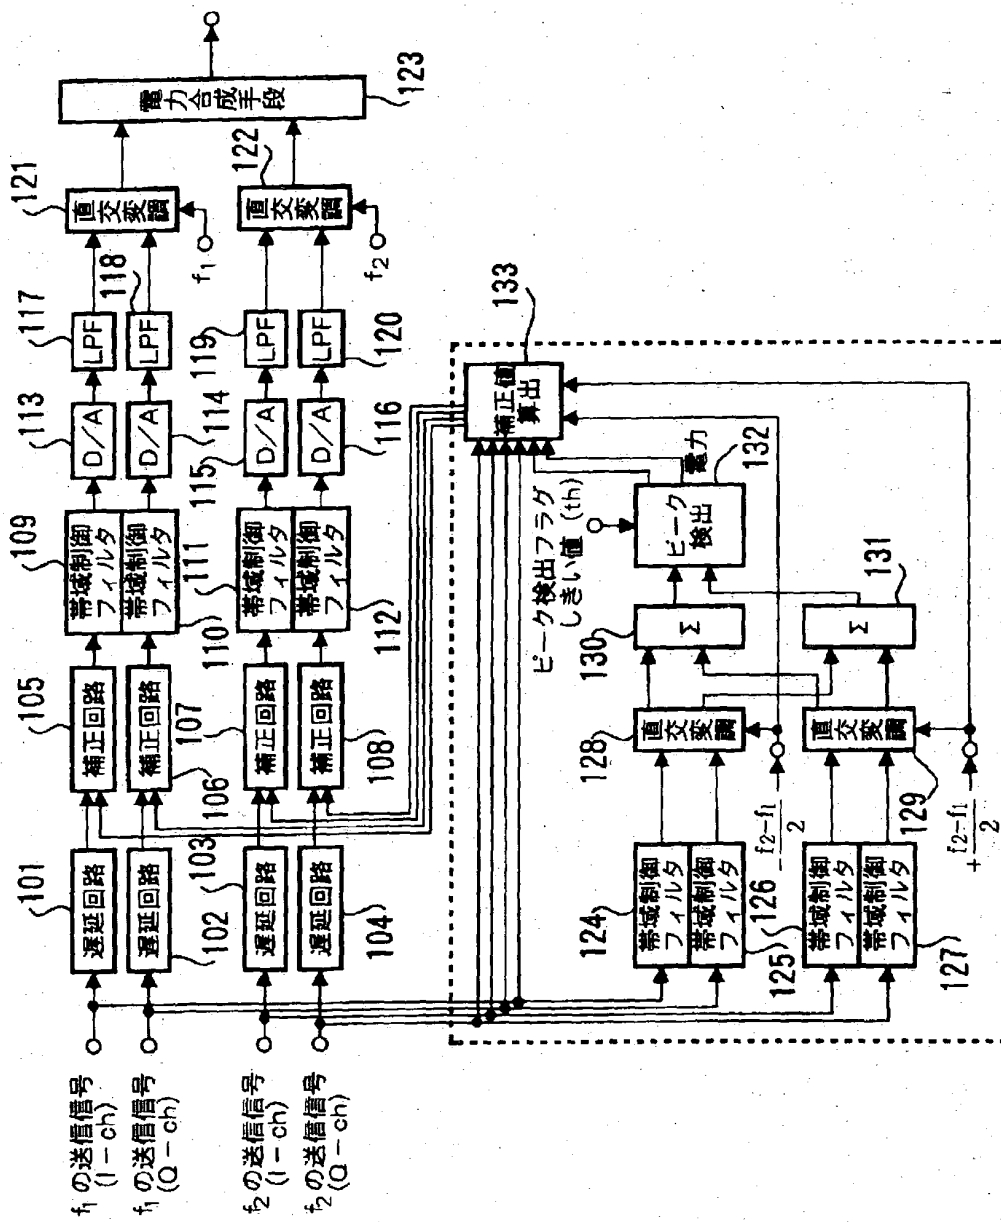 f₁ の送信信号
(I-ch)
f₁ の送信信号
(Q-ch)
f₂ の送信信号
(I-ch)
f₂ の送信信号
(Q-ch)
101
遅延回路
遅延回路
102
103
遅延回路
遅延回路
104
105
補正回路
補正回路
106
107
補正回路
補正回路
108
109
帯域制御
フィルタ
帯域制御
フィルタ
110
111
帯域制御
フィルタ
帯域制御
フィルタ
112
113
D/A
D/A
114
115
D/A
D/A
116
117
LPF
118
LPF
119
LPF
LPF
120
121
直交
変調
f₁
122
直交
変調
f₂
電力合成手段
123
124
帯域制御
フィルタ
帯域制御
フィルタ
125
126
帯域制御
フィルタ
帯域制御
フィルタ
127
128
直交
変調
-(f₂-f₁)/2
直交
変調
129
+(f₂-f₁)/2
130
Σ
Σ
131
ピーク検出フラグ
しきい値 (th)
ピーク
検出
132
電力
補正値
算出
133